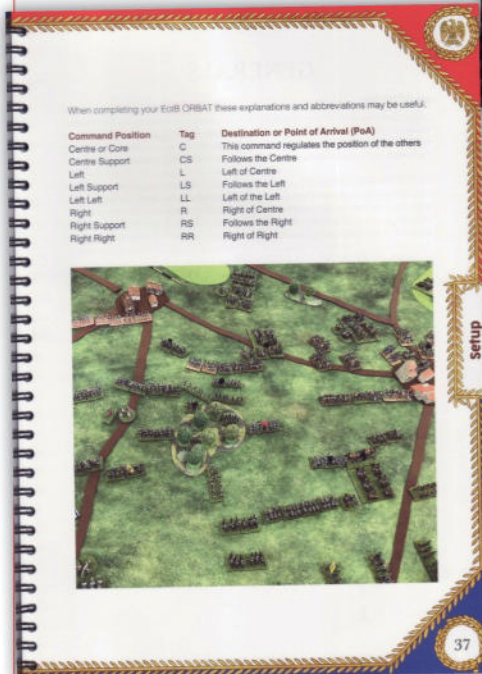 When completing your EotB ORBAT these explanations and abbreviations may be useful.
Command Position Tag Destination or Point of Arrival (PoA)
Centre or Core C This command regulates the position of the others
Centre Support CS Follows the Centre
Left L Left of Centre
Left Support LS Follows the Left
Left Left LL Left of the Left
Right R Right of Centre
Right Support RS Follows the Right
Right Right RR Right of Right
Setup
37